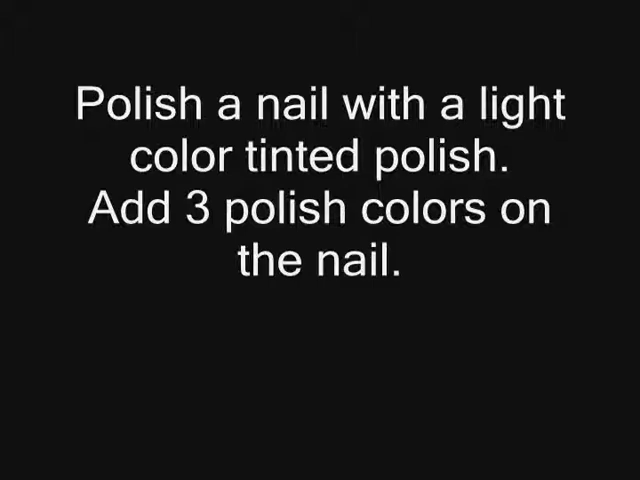 Polish a nail with a light
color tinted polish.
Add 3 polish colors on
the nail.